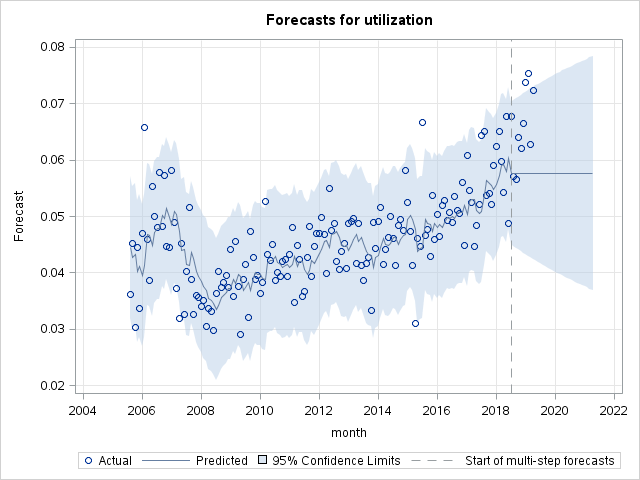 Forecasts for utilization
0.08
0.07
0.06
0.05
0.04
0.03
0.02
Forecast
2004 2006 2008 2010 2012 2014 2016 2018 2020 2022
month
Actual Predicted 95% Confidence Limits Start of multi-step forecasts